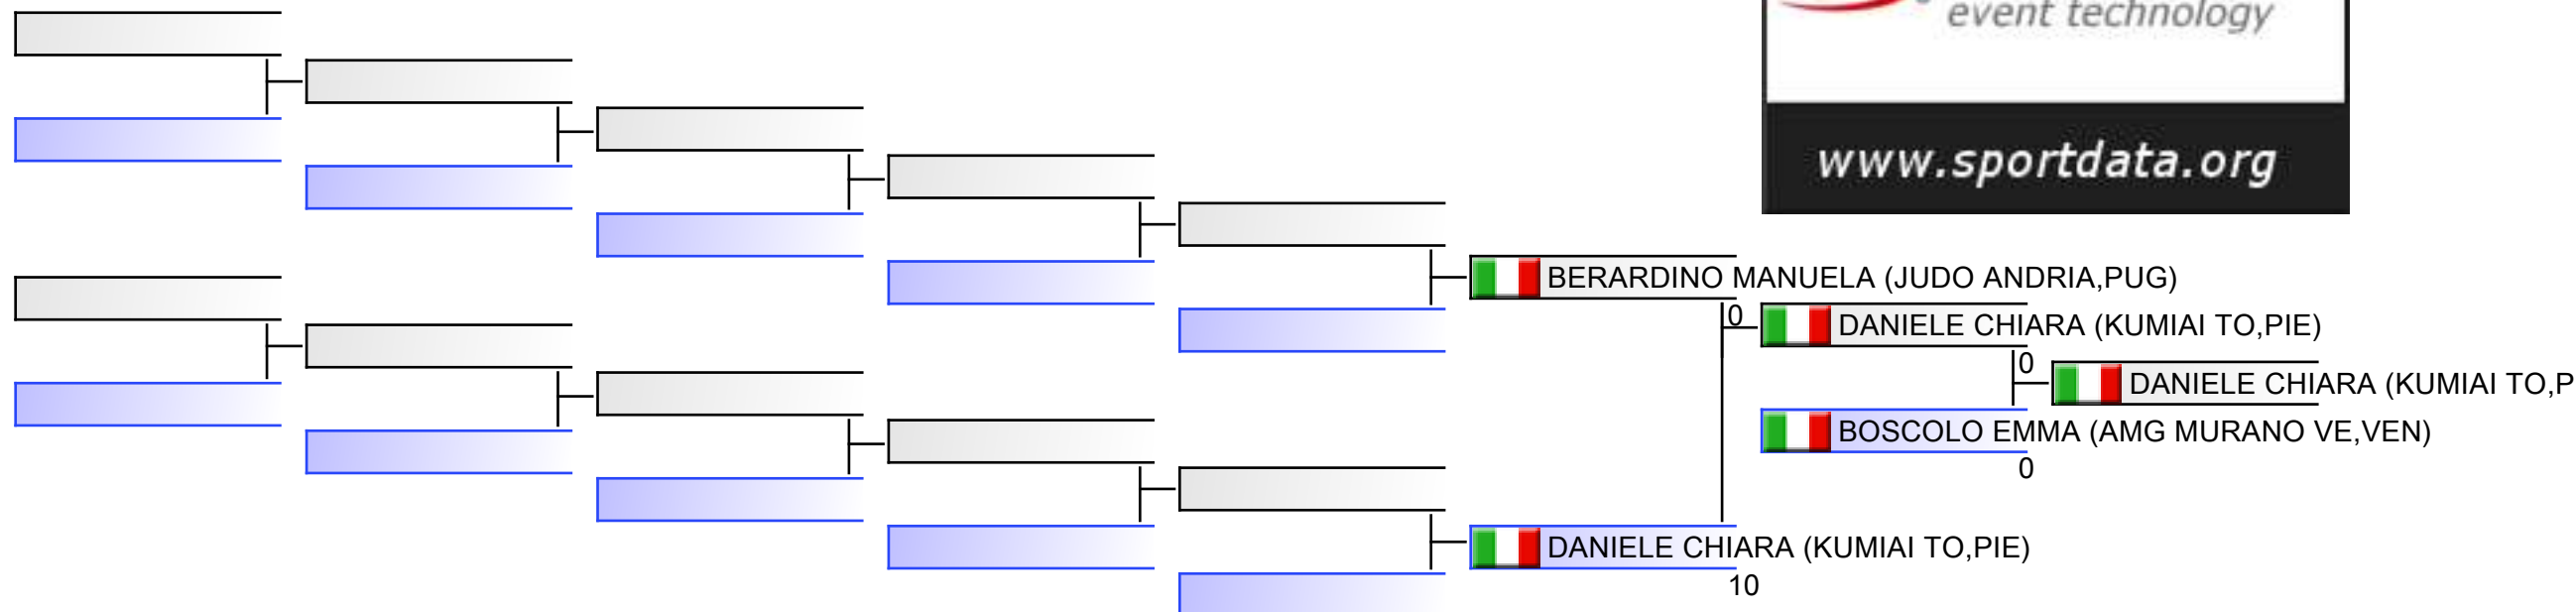 event technology
www.sportdata.org
BERARDINO MANUELA (JUDO ANDRIA,PUG)
0
DANIELE CHIARA (KUMIAI TO,PIE)
0
DANIELE CHIARA (KUMIAI TO,P
BOSCOLO EMMA (AMG MURANO VE,VEN)
0
DANIELE CHIARA (KUMIAI TO,PIE)
10